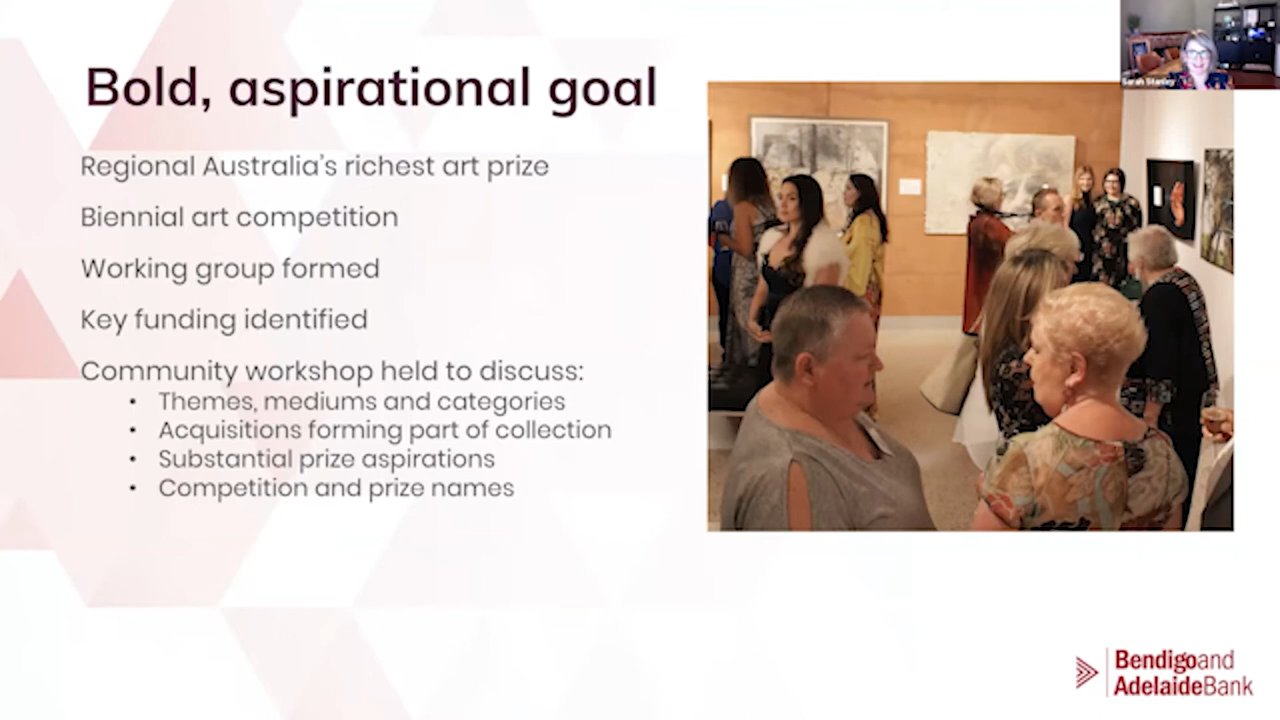 Sarah Stanley
Bold, aspirational goal
Regional Australia's richest art prize
Biennial art competition
Working group formed
Key funding identified
Community workshop held to discuss:
• Themes, mediums and categories
• Acquisitions forming part of collection
• Substantial prize aspirations
• Competition and prize names
Bendigoand
AdelaideBank